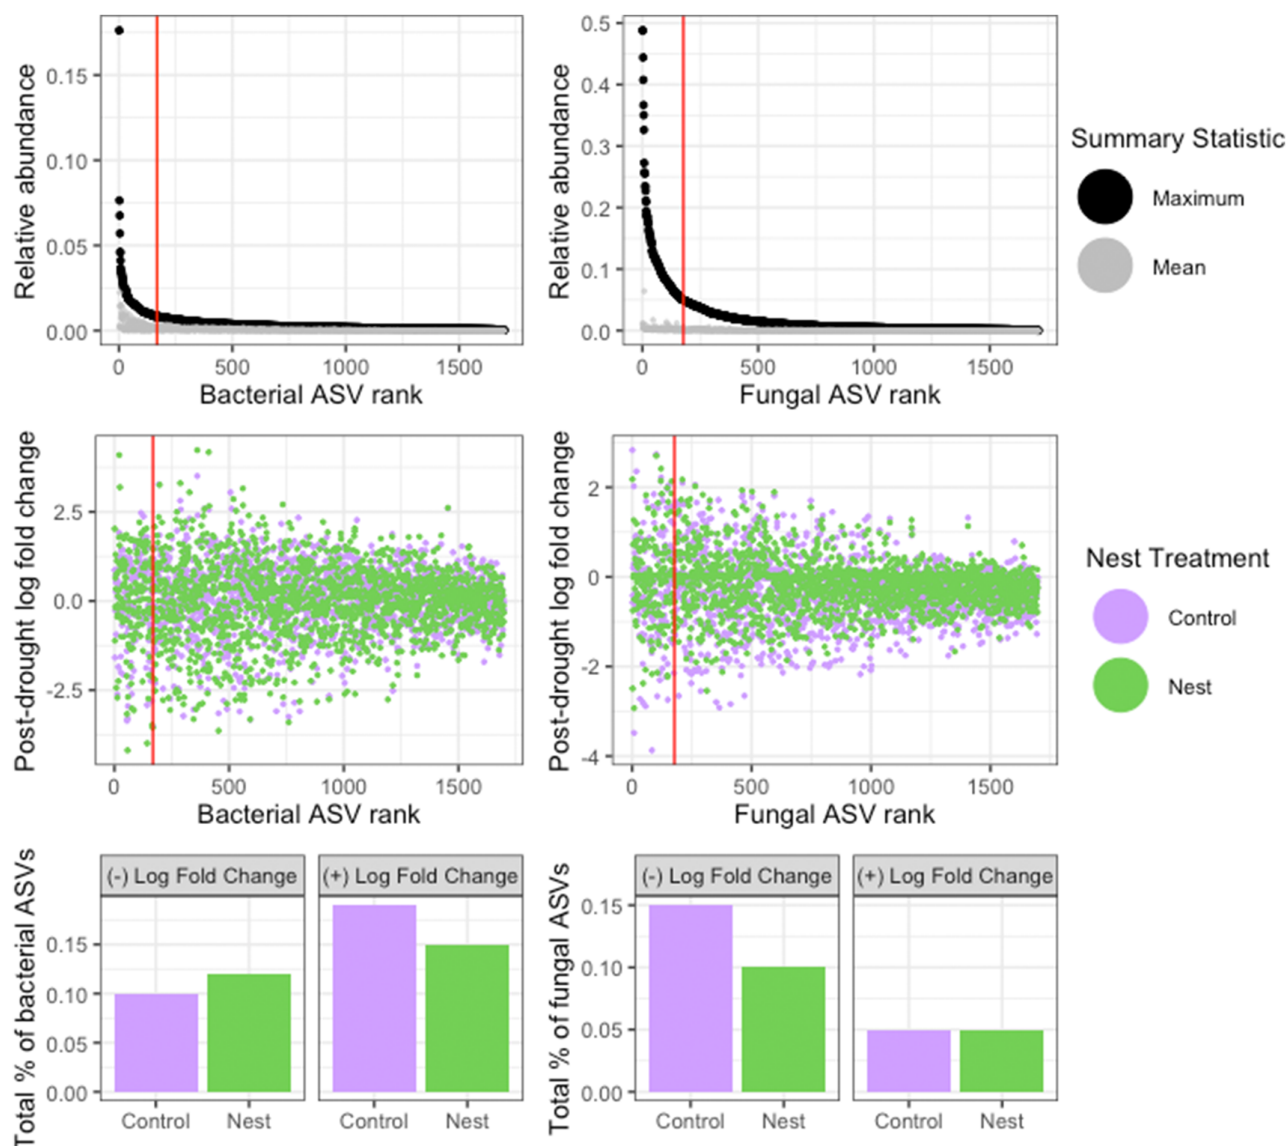 Relative abundance
0.15
0.10
0.05
0.00
0
500
1000
1500
Bacterial ASV rank
Relative abundance
0.5
0.4
0.3
0.2
0.1
0.0
0
500
1000
1500
Fungal ASV rank
Summary Statistic
Maximum
Mean
Post-drought log fold change
2.5
0.0
-2.5
0
500
1000
1500
Bacterial ASV rank
Post-drought log fold change
2
0
-2
-4
0
500
1000
1500
Fungal ASV rank
Nest Treatment
Control
Nest
Total % of bacterial ASVs
(-) Log Fold Change
(+) Log Fold Change
0.15
0.10
0.05
0.00
Control
Nest
Control
Nest
Total % of fungal ASVs
(-) Log Fold Change
(+) Log Fold Change
0.15
0.10
0.05
0.00
Control
Nest
Control
Nest